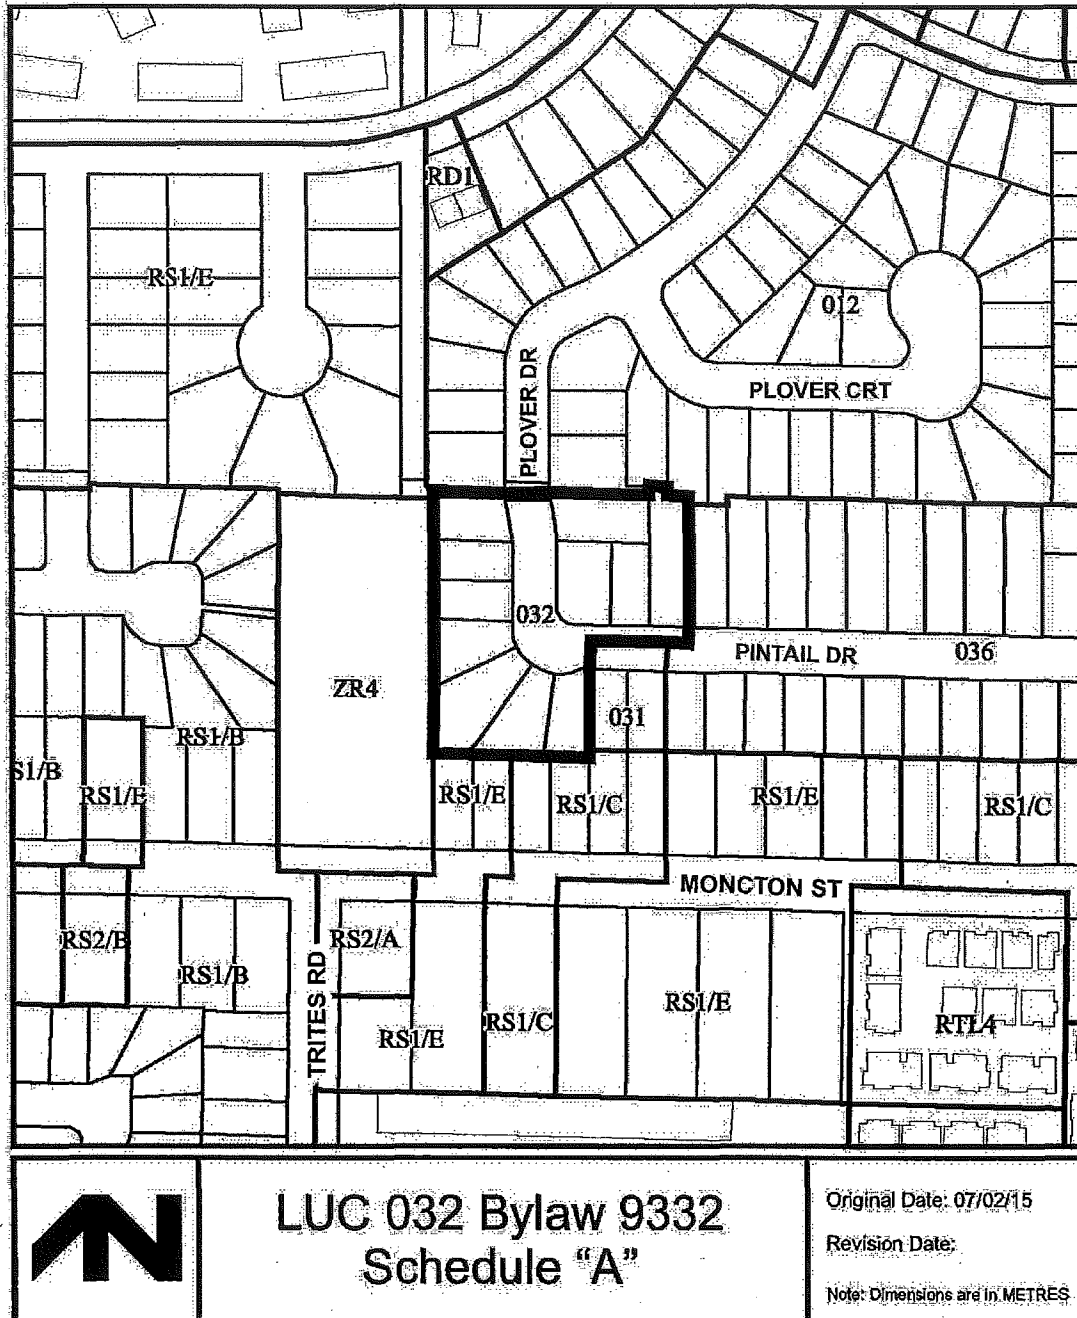 RD1
RS1/E
012
PLOVER DR
PLOVER CRT
032
PINTAIL DR
036
ZR4
031
RS1/B
S1/B
RS1/E
RS1/E
RS1/C
RS1/E
RS1/C
MONCTON ST
RS2/B
RS1/B
TRITES RD
RS2/A
RS1/E
RS1/C
RS1/E
RTL4
LUC 032 Bylaw 9332
Schedule “A”
Original Date: 07/02/15
Revision Date:
Note: Dimensions are in METRES